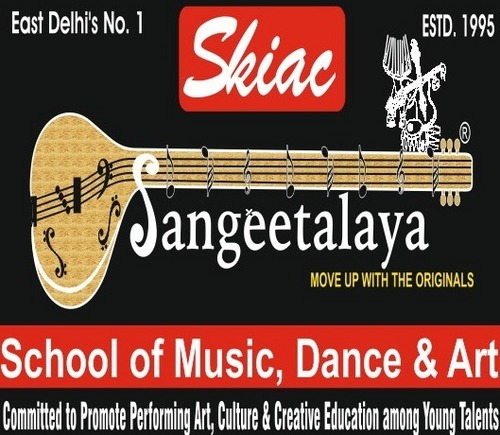 East Delhi's No. 1
Skiac
ESTD. 1995
®
Sangeetalaya
MOVE UP WITH THE ORIGINALS
School of Music, Dance & Art
Committed to Promote Performing Art, Culture & Creative Education among Young Talents